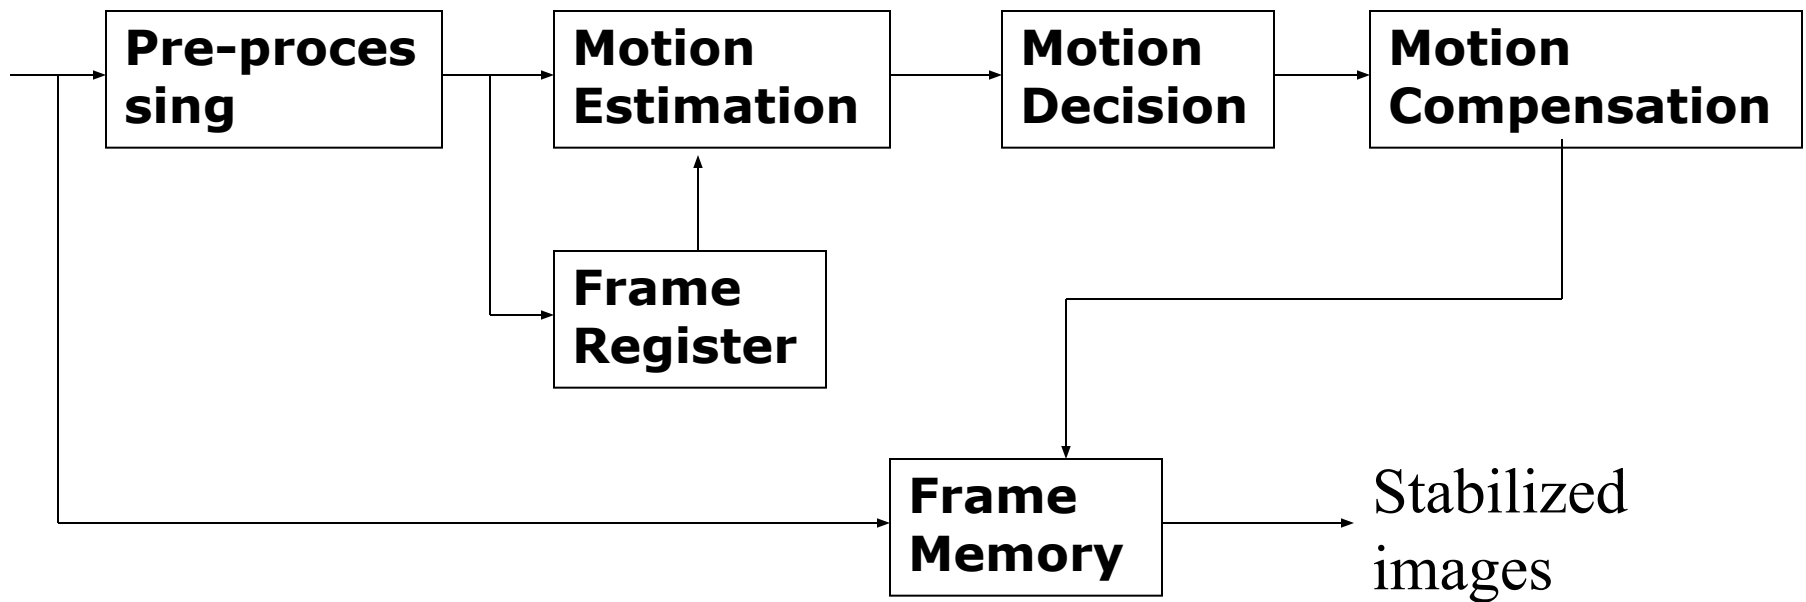 Pre-proces
sing
Motion
Estimation
Motion
Decision
Motion
Compensation
Frame
Register
Frame
Memory
Stabilized
images